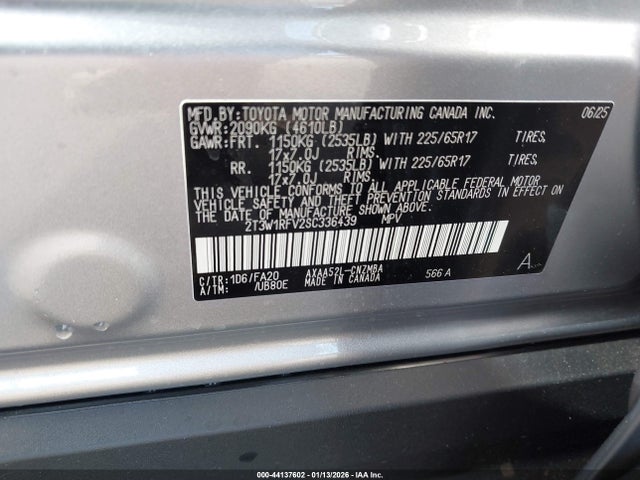 MFD.BY:TOYOTA MOTOR MANUFACTURING CANADA INC. 06/25
GVWR:2090KG (4610LB)
GAWR:FRT. 1150KG (2535LB) WITH 225/65R17 TIRES,
17x7.0J RIMS,
RR. 1150KG (2535LB) WITH 225/65R17 TIRES,
17x7.0J RIMS,
THIS VEHICLE CONFORMS TO ALL APPLICABLE FEDERAL MOTOR
VEHICLE SAFETY AND THEFT PREVENTION STANDARDS IN EFFECT
ON THE DATE OF MANUFACTURE SHOWN ABOVE.
2T3W1RFV2SC336439 MPV
C/TR:1D6/FA20 AXAA52L-CNZMBA 566 A A
A/TM: /UB80E MADE IN CANADA
000-44137602 - 01/13/2026 - IAA Inc.